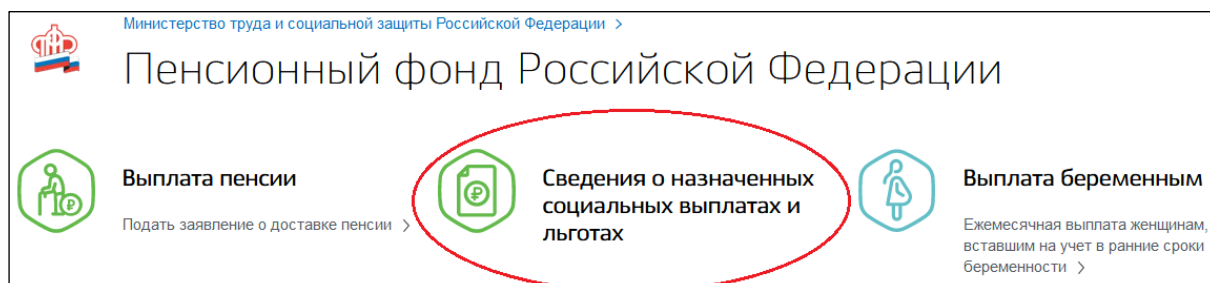 Министерство труда и социальной защиты Российской Федерации >
Пенсионный фонд Российской Федерации
Выплата пенсии
Подать заявление о доставке пенсии >
Сведения о назначенных
социальных выплатах и
льготах
Выплата беременным
Ежемесячная выплата женщинам,
вставшим на учет в ранние сроки
беременности >